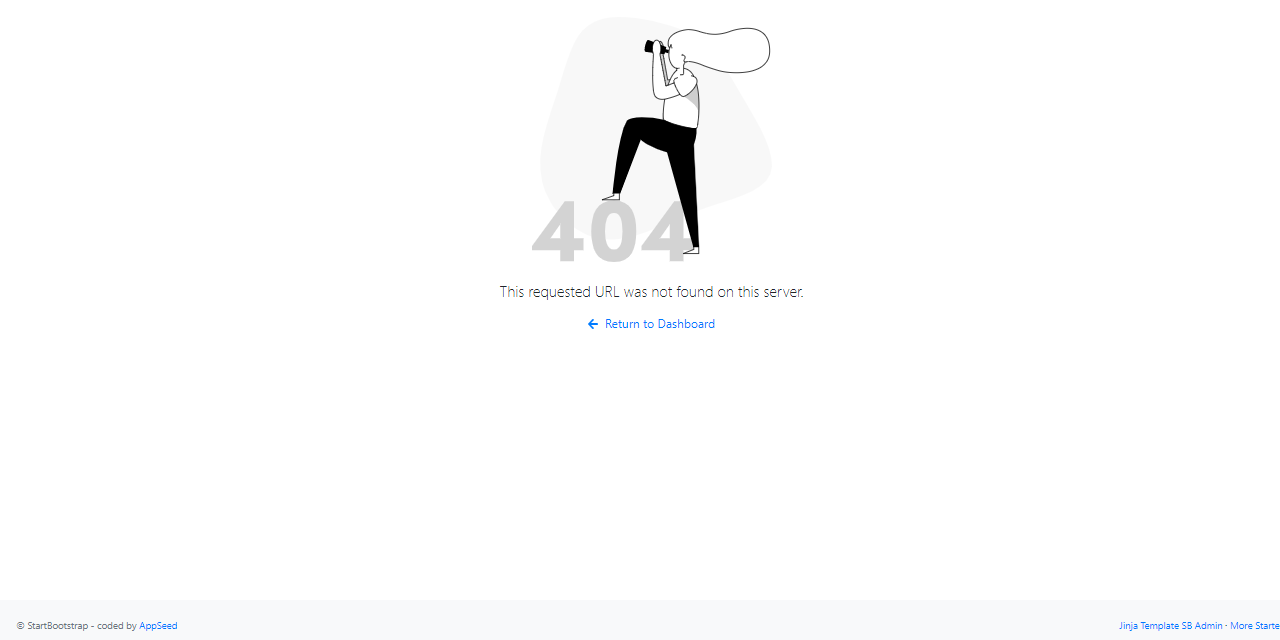 404
This requested URL was not found on this server.
Return to Dashboard
© StartBootstrap - coded by AppSeed
Jinja Template SB Admin · More Starte